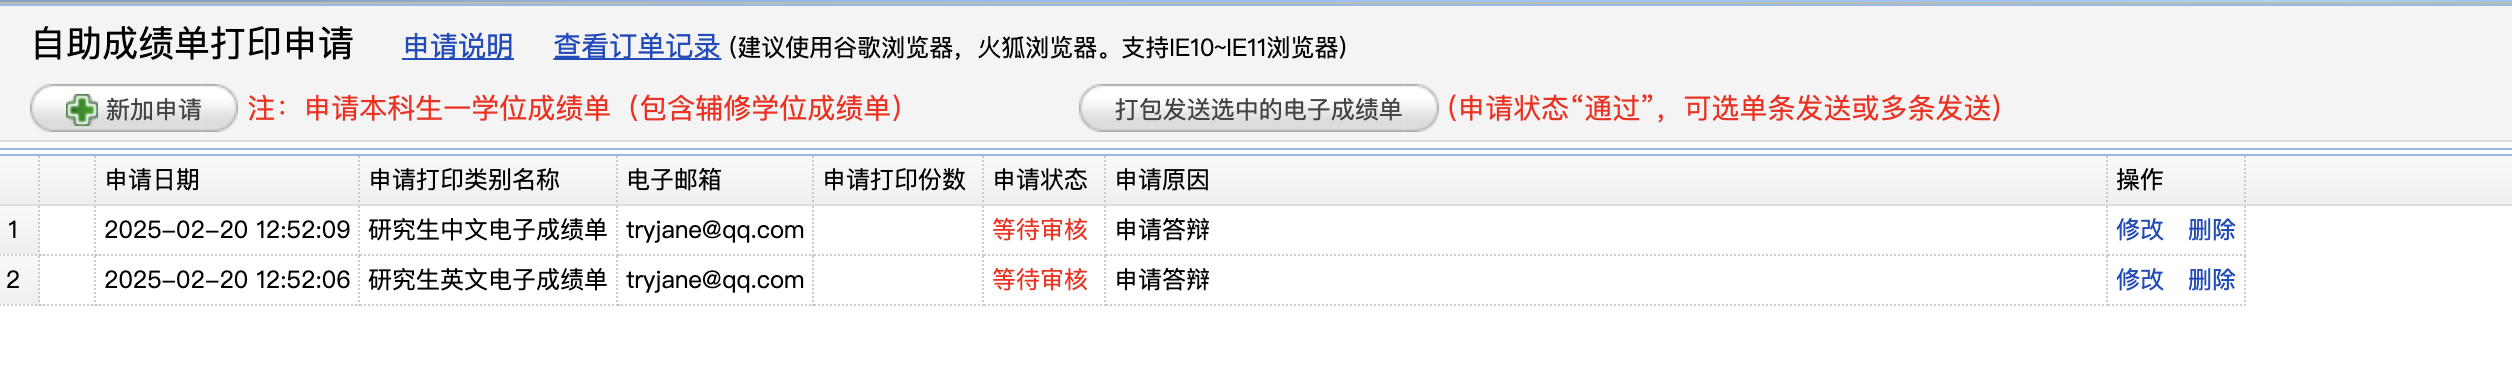 自助成绩单打印申请 申请说明 查看订单记录 (建议使用谷歌浏览器，火狐浏览器。支持IE10~IE11浏览器)
新加申请 注：申请本科生一学位成绩单（包含辅修学位成绩单） 打包发送选中的电子成绩单 (申请状态“通过”，可选单条发送或多条发送)
申请日期 申请打印类别名称 电子邮箱 申请打印份数 申请状态 申请原因 操作
1 2025-02-20 12:52:09 研究生中文电子成绩单 tryjane@qq.com 等待审核 申请答辩 修改 删除
2 2025-02-20 12:52:06 研究生英文电子成绩单 tryjane@qq.com 等待审核 申请答辩 修改 删除